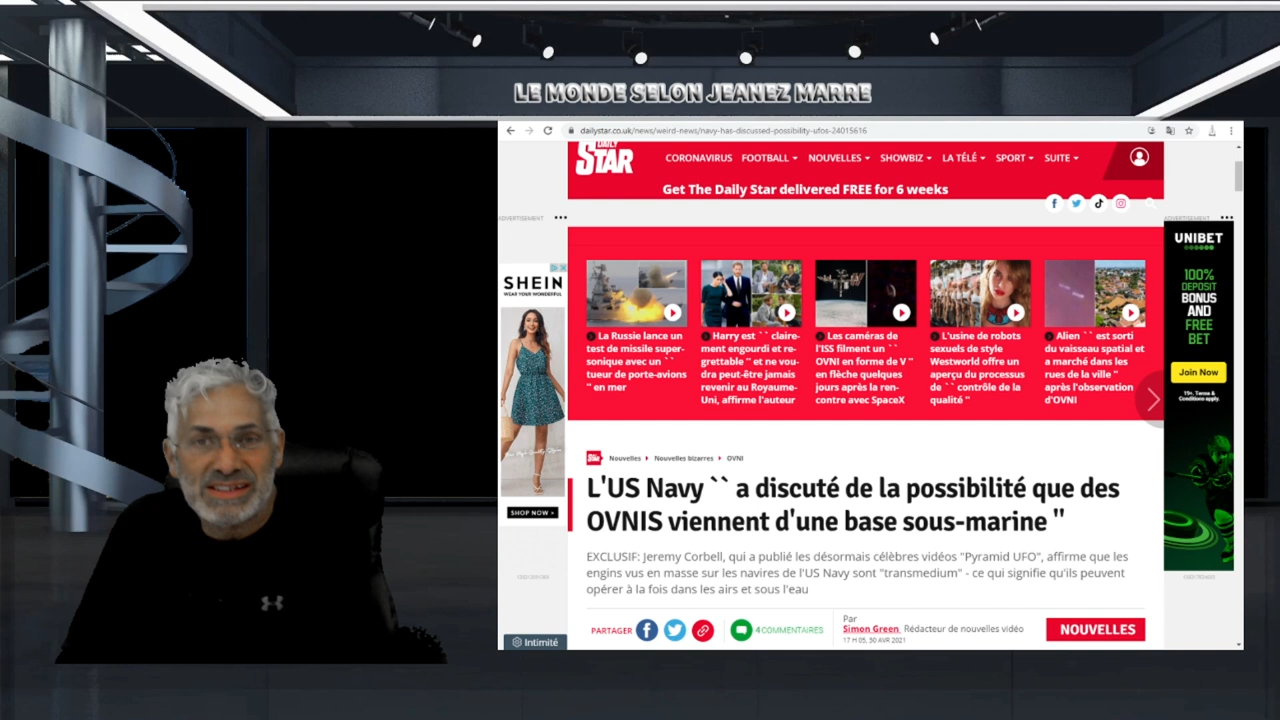 LE MONDE SELON JEANEZ MARRE
dailystar.co.uk/news/weird-news/navy-has-discussed-possibility-ufos-24015616
DAILY
STAR
CORONAVIRUS FOOTBALL NOUVELLES SHOWBIZ LA TÉLÉ SPORT SUITE
Get The Daily Star delivered FREE for 6 weeks
ADVERTISEMENT
ADVERTISEMENT
SHEIN
WEAR YOUR WONDERFUL
SHOP NOW >
UNIBET
100%
DEPOSIT
BONUS
AND
FREE
BET
Join Now
La Russie lance un
test de missile super-
sonique avec un ``
tueur de porte-avions
'' en mer
Harry est `` claire-
ment engourdi et re-
grettable '' et ne vou-
dra peut-être jamais
revenir au Royaume-
Uni, affirme l'auteur
Les caméras de
l'ISS filment un ``
OVNI en forme de V ''
en flèche quelques
jours après la ren-
contre avec SpaceX
L'usine de robots
sexuels de style
Westworld offre un
aperçu du processus
de `` contrôle de la
qualité ''
Alien `` est sorti
du vaisseau spatial et
a marché dans les
rues de la ville ''
après l'observation
d'OVNI
Nouvelles Nouvelles bizarres OVNI
L'US Navy `` a discuté de la possibilité que des
OVNIS viennent d'une base sous-marine ''
EXCLUSIF: Jeremy Corbell, qui a publié les désormais célèbres vidéos "Pyramid UFO", affirme que les
engins vus en masse sur les navires de l'US Navy sont "transmedium" - ce qui signifie qu'ils peuvent
opérer à la fois dans les airs et sous l'eau
PARTAGER
4 COMMENTAIRES
Par
Simon Green, Rédacteur de nouvelles vidéo
17 H 05, 30 AVR 2021
NOUVELLES
Intimité